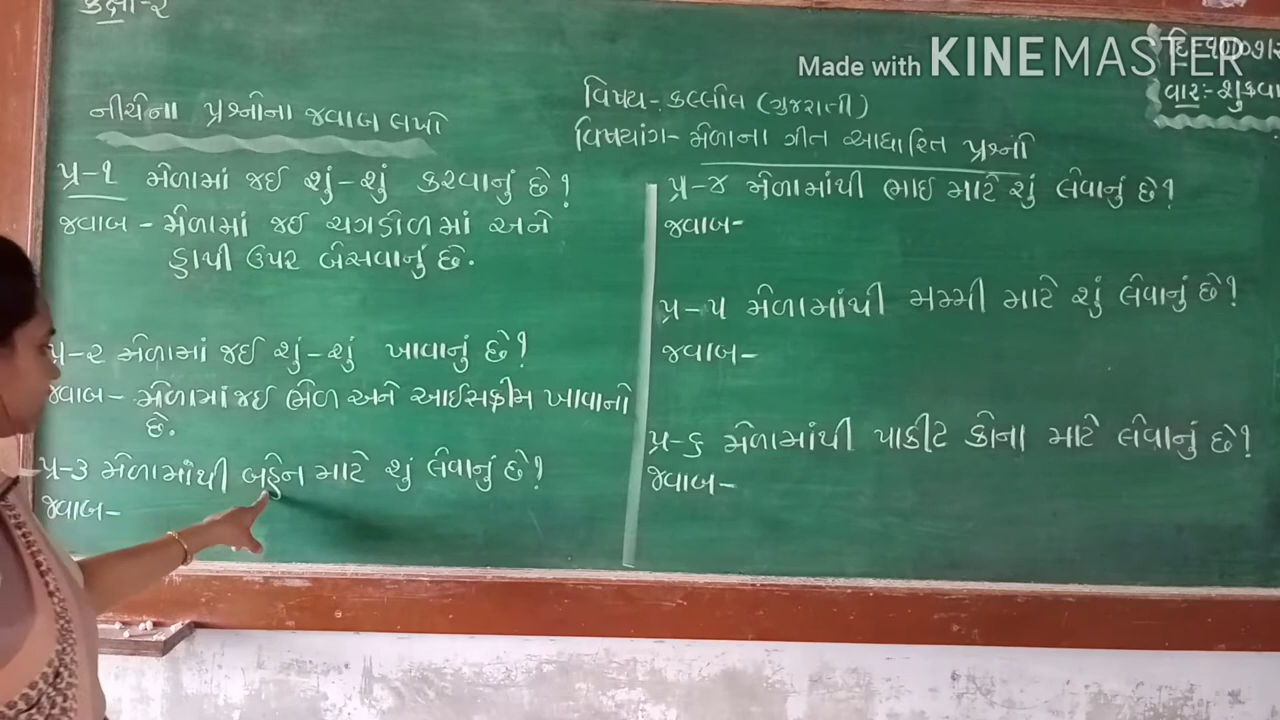 કક્ષા-૨
Made with KINEMASTER
વાર:- શુક્રવા
વિષય- કલ્લોલ (ગુજરાતી)
વિષયાંગ- મેળાના ગીત આધારિત પ્રશ્નો
નીચેના પ્રશ્નોના જવાબ લખો
પ્ર-૧ મેળામાં જઈ શું-શું કરવાનું છે?
જવાબ - મેળામાં જઈ ચગડોળમાં અને
હાથી ઉપર બેસવાનું છે.
પ્ર-૨ મેળામાં જઈ શું-શું ખાવાનું છે?
જવાબ - મેળામાં જઈ ભેળ અને આઈસક્રીમ ખાવાનો
છે.
પ્ર-૩ મેળામાંથી બહેન માટે શું લેવાનું છે?
જવાબ-
પ્ર-૪ મેળામાંથી ભાઈ માટે શું લેવાનું છે?
જવાબ-
પ્ર-૫ મેળામાંથી મમ્મી માટે શું લેવાનું છે?
જવાબ-
પ્ર-૬ મેળામાંથી પાકીટ કોના માટે લેવાનું છે?
જવાબ-